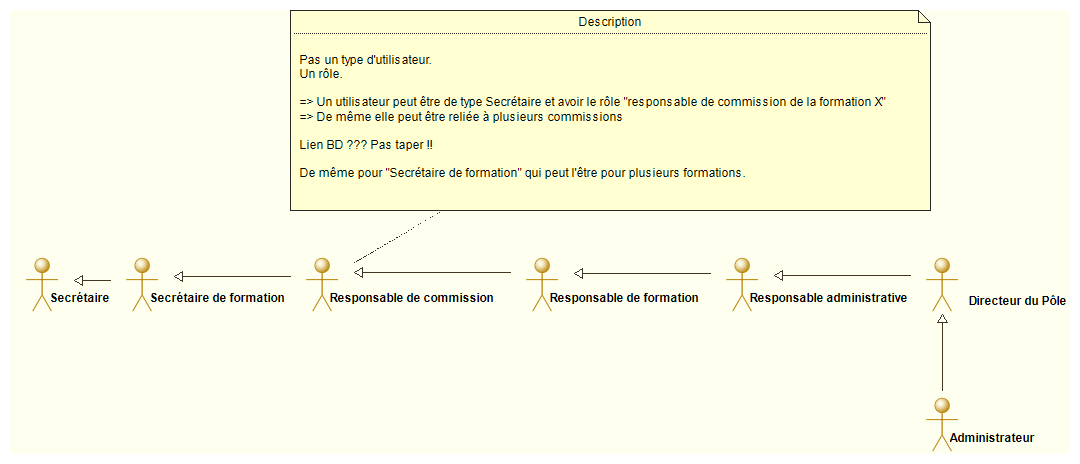 Description
Pas un type d'utilisateur.
Un rôle.
=> Un utilisateur peut être de type Secrétaire et avoir le rôle "responsable de commission de la formation X"
=> De même elle peut être reliée à plusieurs commissions
Lien BD ??? Pas taper !!
De même pour "Secrétaire de formation" qui peut l'être pour plusieurs formations.
Secrétaire
Secrétaire de formation
Responsable de commission
Responsable de formation
Responsable administrative
Directeur du Pôle
Administrateur